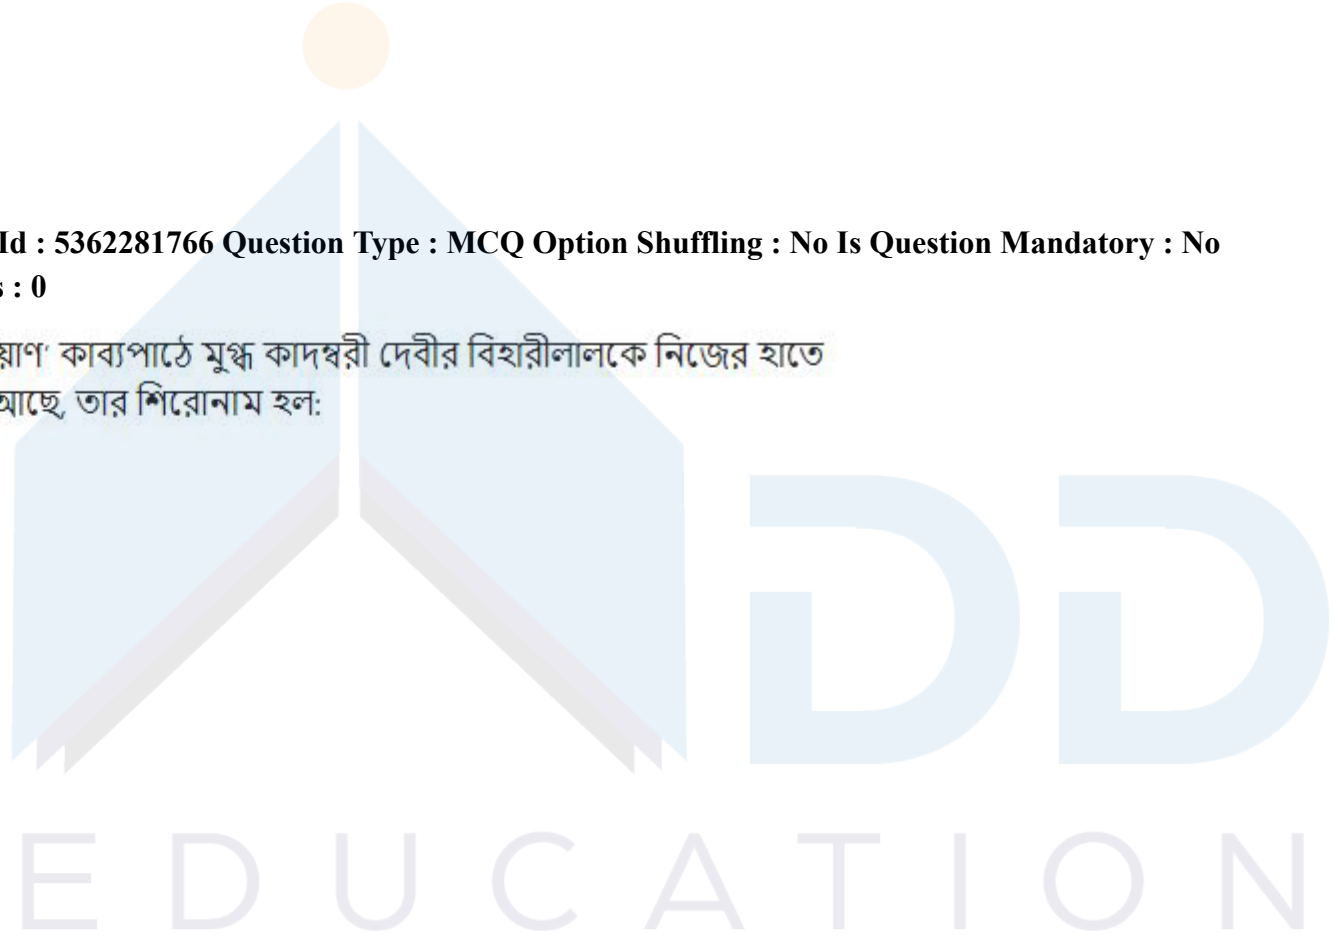 Id : 5362281766 Question Type : MCQ Option Shuffling : No Is Question Mandatory : No
s : 0
য়াণ' কাব্যপাঠে মুগ্ধ কাদম্বরী দেবীর বিহারীলালকে নিজের হাতে
আছে, তার শিরোনাম হল:
DD
EDUCATION